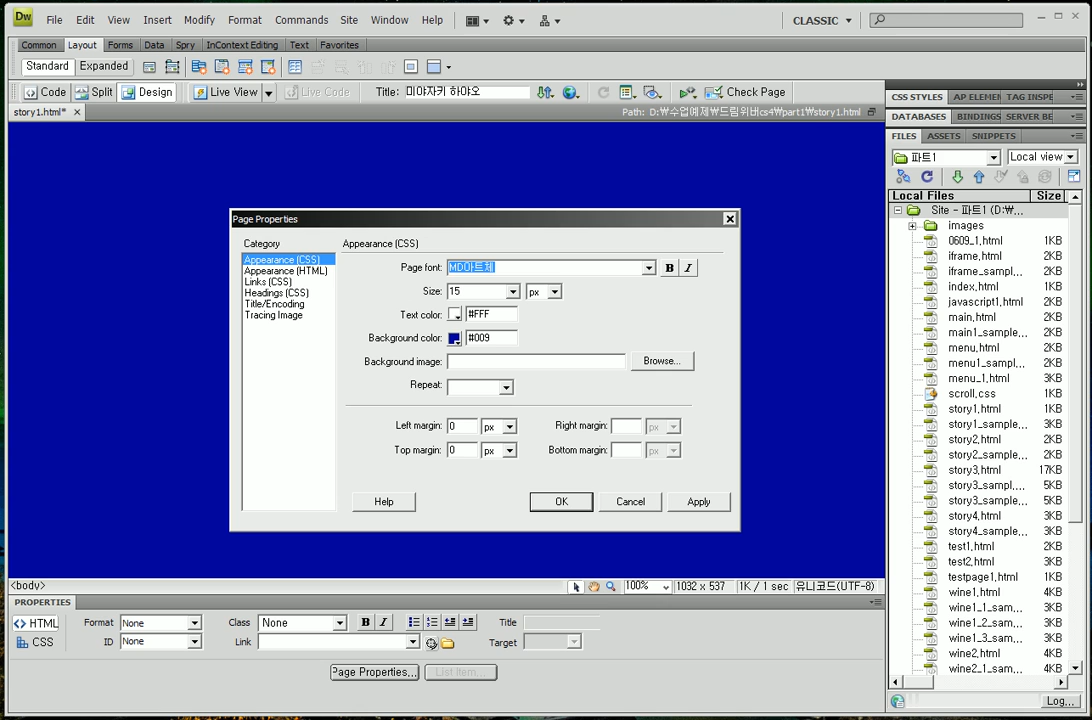 Dw File Edit View Insert Modify Format Commands Site Window Help CLASSIC
Common Layout Forms Data Spry InContext Editing Text Favorites
Standard Expanded
Code Split Design Live View Live Code Title: 미야자키 하야오 Check Page
story1.html* Path: D:₩수업예제₩드림위버cs4₩part1₩story1.html
Page Properties
Category
Appearance (CSS)
Appearance (HTML)
Links (CSS)
Headings (CSS)
Title/Encoding
Tracing Image
Appearance (CSS)
Page font: MD아트체 B I
Size: 15 px
Text color: #FFF
Background color: #009
Background image: Browse...
Repeat:
Left margin: 0 px Right margin: px
Top margin: 0 px Bottom margin: px
Help OK Cancel Apply
<body> 100% 1032 x 537 1K / 1 sec 유니코드(UTF-8)
PROPERTIES
HTML Format None Class None B I Title
CSS ID None Link Target
Page Properties... List Item...
CSS STYLES AP ELEMEN TAG INSPE
DATABASES BINDINGS SERVER BE
FILES ASSETS SNIPPETS
파트1 Local view
Local Files Size
Site - 파트1 (D:₩...
images
0609_1.html 1KB
iframe.html 2KB
iframe_sampl... 2KB
index.html 1KB
javascript1.html 1KB
main.html 2KB
main1_sample... 2KB
menu.html 2KB
menu1_sampl... 2KB
menu_1.html 3KB
scroll.css 1KB
story1.html 1KB
story1_sample... 3KB
story2.html 2KB
story2_sample... 2KB
story3.html 17KB
story3_sampl.... 5KB
story3_sample... 5KB
story4.html 3KB
story4_sample... 3KB
test1.html 2KB
test2.html 3KB
testpage1.html 2KB
wine1.html 4KB
wine1_1_sam... 3KB
wine1_2_sam... 3KB
wine1_3_sam... 3KB
wine2.html 4KB
wine2_1_sam... 4KB
Log...